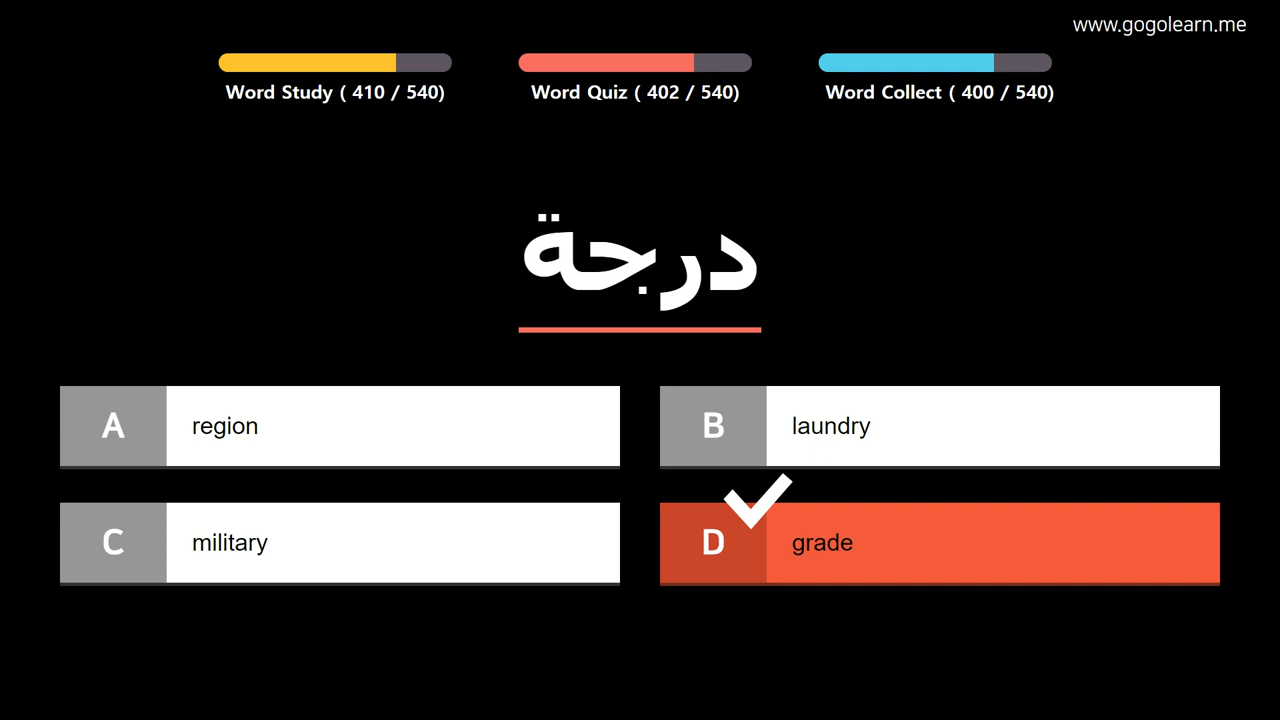 www.gogolearn.me
Word Study ( 410 / 540)
Word Quiz ( 402 / 540)
Word Collect ( 400 / 540)
درجة
A region
B laundry
C military
D grade